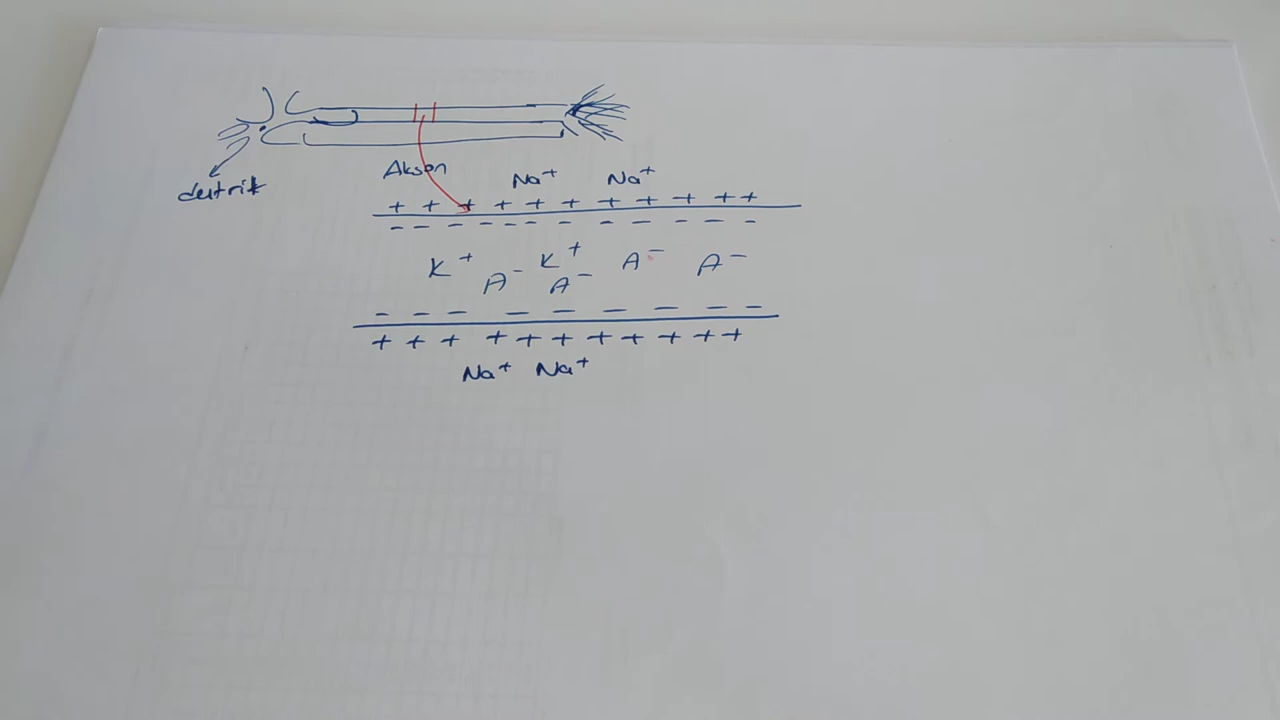 dentrit
Akson
Na+ Na+
+ + + + + + + + + + +
- - - - - - - - - - -
K+ A- K+ A- A- A-
- - - - - - - - -
+ + + + + + + + + + +
Na+ Na+